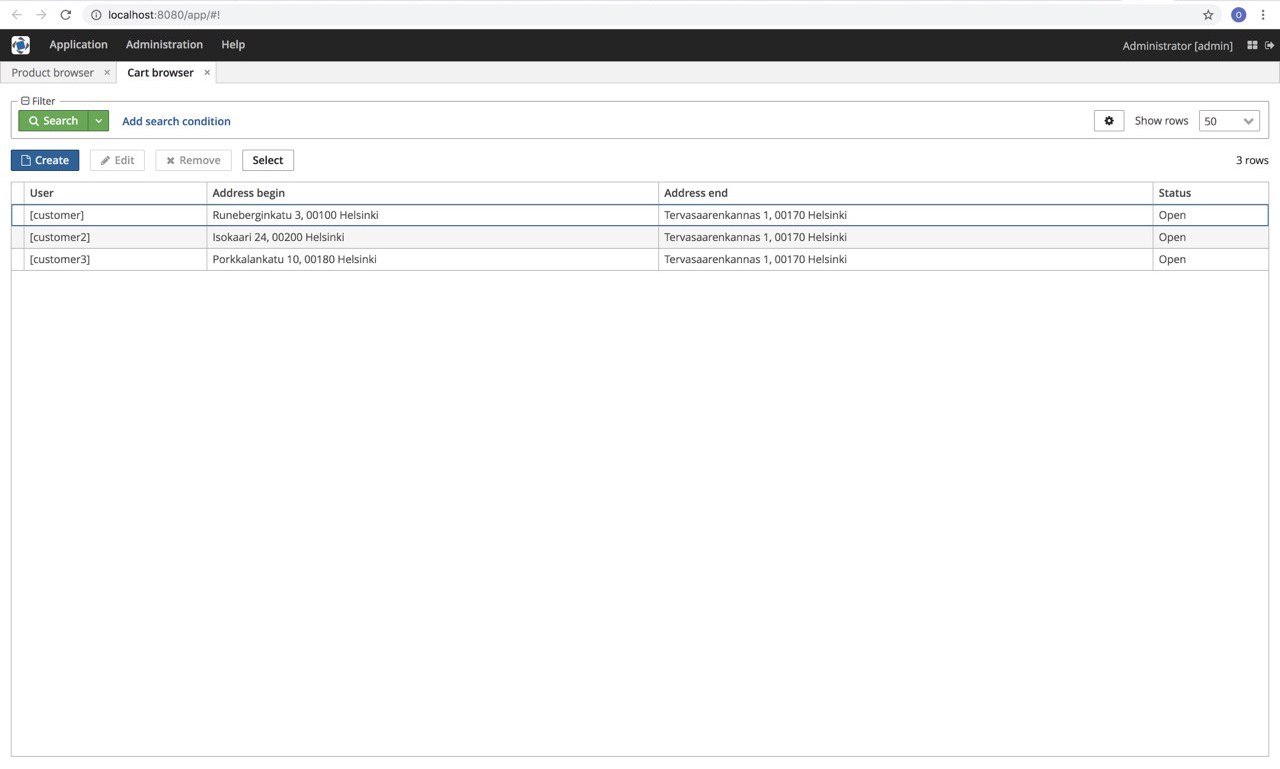 localhost:8080/app/#! O
Application Administration Help Administrator [admin]
Product browser × Cart browser ×
Filter
Search Add search condition Show rows 50
Create Edit Remove Select 3 rows
User Address begin Address end Status
[customer] Runeberginkatu 3, 00100 Helsinki Tervasaarenkannas 1, 00170 Helsinki Open
[customer2] Isokaari 24, 00200 Helsinki Tervasaarenkannas 1, 00170 Helsinki Open
[customer3] Porkkalankatu 10, 00180 Helsinki Tervasaarenkannas 1, 00170 Helsinki Open